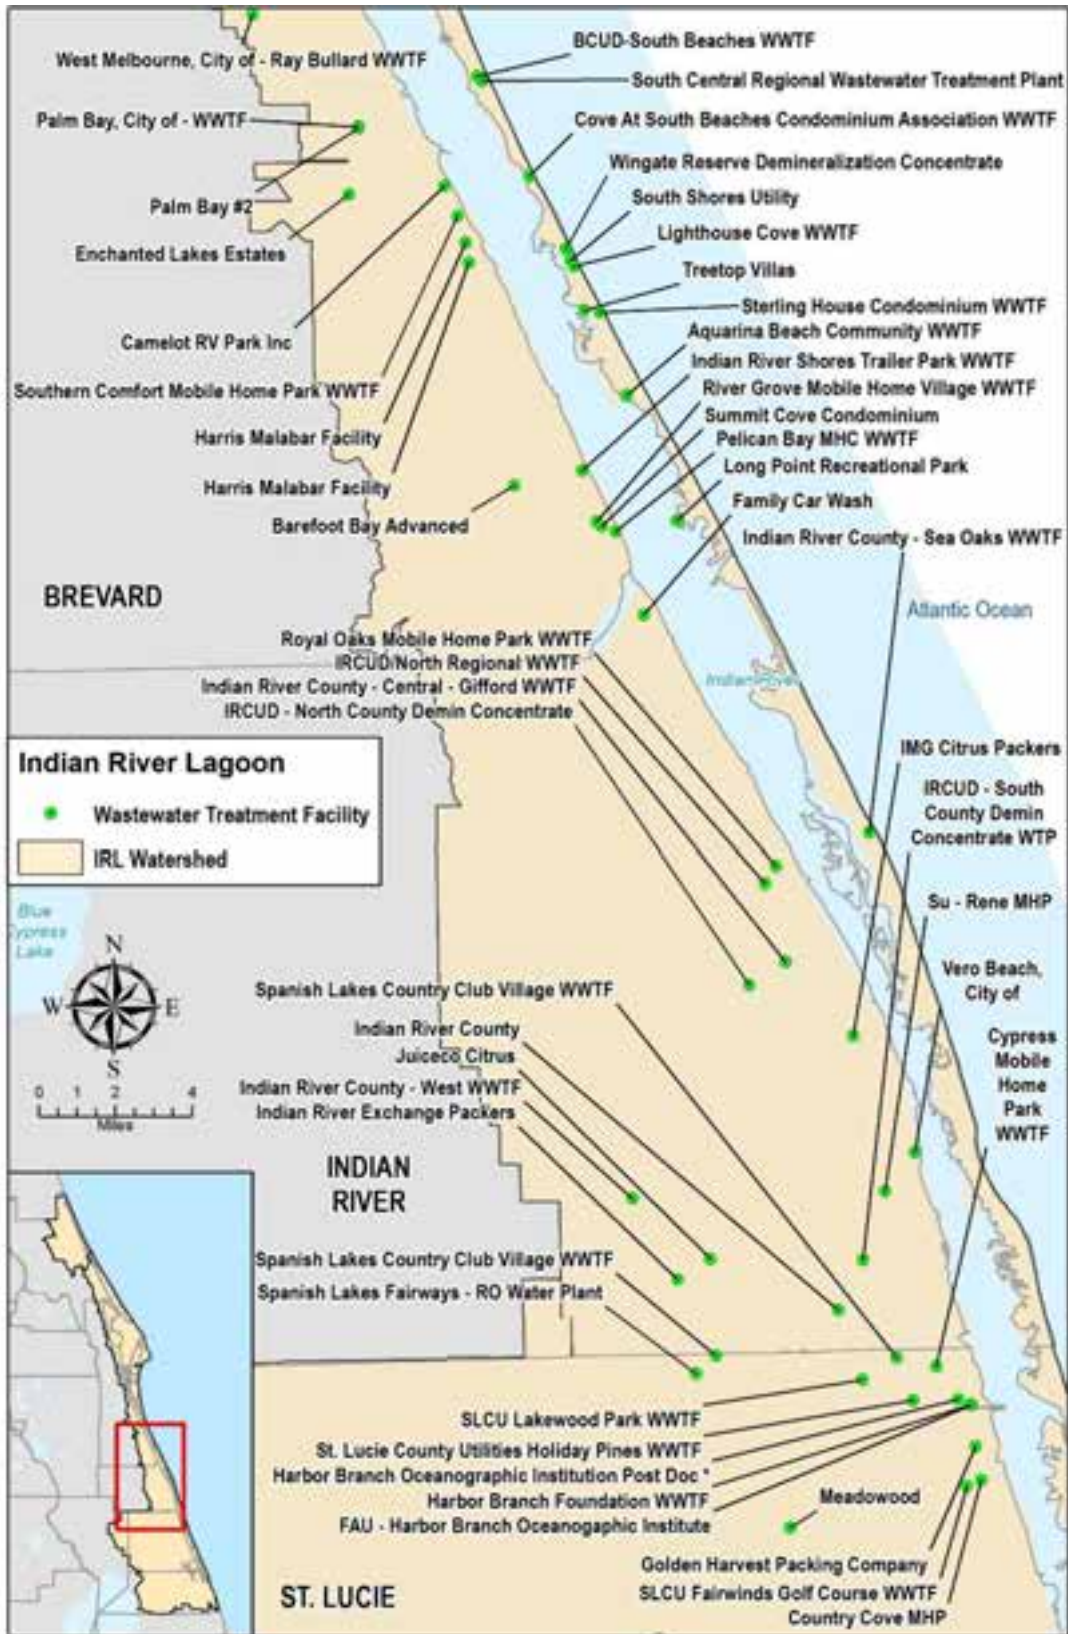 BCUD-South Beaches WWTF
West Melbourne, City of - Ray Bullard WWTF
South Central Regional Wastewater Treatment Plant
Palm Bay, City of - WWTF
Cove At South Beaches Condominium Association WWTF
Wingate Reserve Demineralization Concentrate
South Shores Utility
Palm Bay #2
Lighthouse Cove WWTF
Enchanted Lakes Estates
Treetop Villas
Sterling House Condominium WWTF
Aquarina Beach Community WWTF
Camelot RV Park Inc
Indian River Shores Trailer Park WWTF
Southern Comfort Mobile Home Park WWTF
River Grove Mobile Home Village WWTF
Summit Cove Condominium
Harris Malabar Facility
Pelican Bay MHC WWTF
Long Point Recreational Park
Harris Malabar Facility
Family Car Wash
Barefoot Bay Advanced
Indian River County - Sea Oaks WWTF
BREVARD
Atlantic Ocean
Royal Oaks Mobile Home Park WWTF
IRCUD/North Regional WWTF
Indian River
Indian River County - Central - Gifford WWTF
IRCUD - North County Demin Concentrate
Indian River Lagoon
Wastewater Treatment Facility
IRL Watershed
IMG Citrus Packers
IRCUD - South
County Demin
Concentrate WTP
Su - Rene MHP
Blue
Cypress
Lake
N
W
E
S
Vero Beach,
City of
Spanish Lakes Country Club Village WWTF
Indian River County
Juiceco Citrus
Indian River County - West WWTF
Indian River Exchange Packers
Cypress
Mobile
Home
Park
WWTF
0 1 2 4
Miles
INDIAN
RIVER
Spanish Lakes Country Club Village WWTF
Spanish Lakes Fairways - RO Water Plant
SLCU Lakewood Park WWTF
St. Lucie County Utilities Holiday Pines WWTF
Harbor Branch Oceanographic Institution Post Doc *
Harbor Branch Foundation WWTF
FAU - Harbor Branch Oceanogaphic Institute
Meadowood
Golden Harvest Packing Company
SLCU Fairwinds Golf Course WWTF
Country Cove MHP
ST. LUCIE